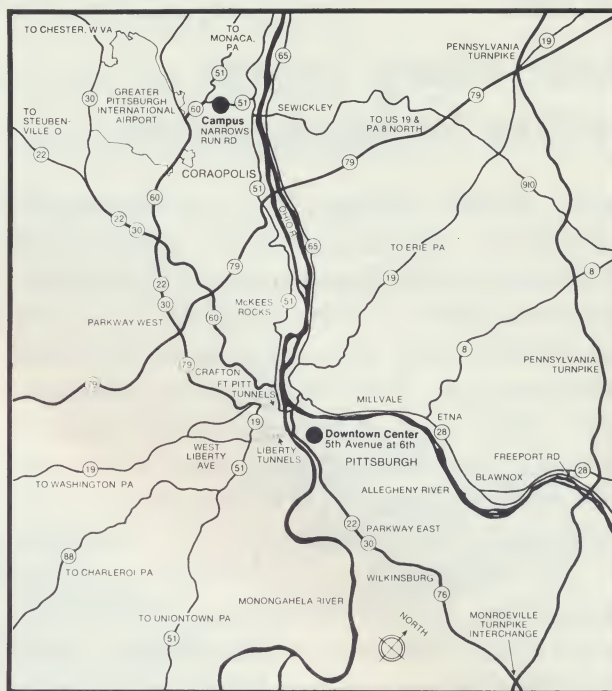 TO CHESTER, W VA
TO
MONACA,
PA
65
19
PENNSYLVANIA
TURNPIKE
51
GREATER
PITTSBURGH
INTERNATIONAL
AIRPORT
30
60
51
Campus
NARROWS
RUN RD
SEWICKLEY
79
TO
STEUBEN-
VILLE O
22
TO US 19 &
PA 8 NORTH
79
CORAOPOLIS
51
910
60
22
30
OHIO R
65
TO ERIE PA
19
8
79
22
30
McKEES
ROCKS
51
60
PARKWAY WEST
8
PENNSYLVANIA
TURNPIKE
79
79
CRAFTON
FT PITT
TUNNELS
MILLVALE
19
ETNA
28
Downtown Center
5th Avenue at 6th
PITTSBURGH
FREEPORT RD
28
WEST
LIBERTY
AVE
LIBERTY
TUNNELS
51
19
TO WASHINGTON PA
ALLEGHENY RIVER
BLAWNOX
22
30
PARKWAY EAST
88
TO CHARLEROI PA
WILKINSBURG
76
MONONGAHELA RIVER
TO UNIONTOWN PA
51
NORTH
MONROEVILLE
TURNPIKE
INTERCHANGE